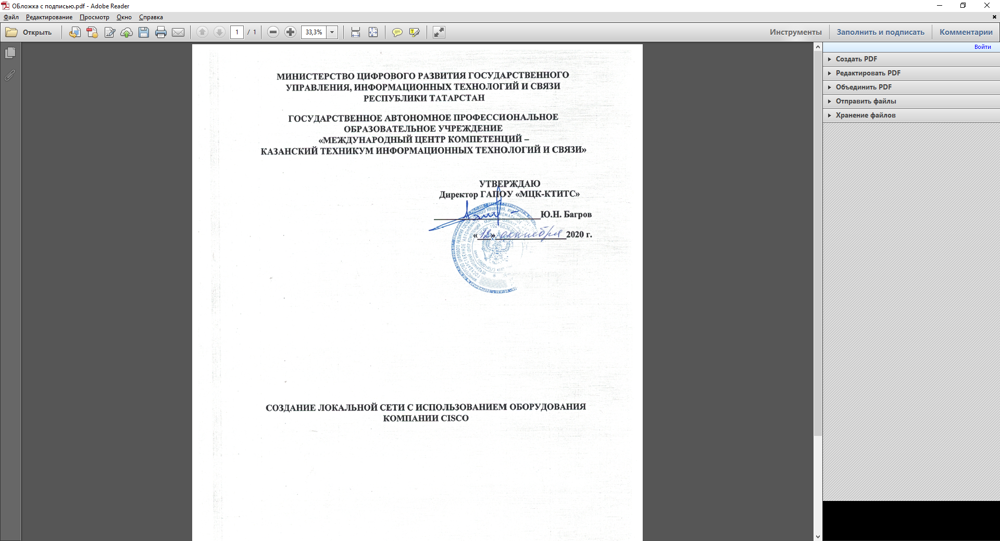 ОБложка с подписью.pdf - Adobe Reader
Файл Редактирование Просмотр Окно Справка
Открыть 1 / 1 33,3% Инструменты Заполнить и подписать Комментарии
Войти
Создать PDF
Редактировать PDF
Объединить PDF
Отправить файлы
Хранение файлов
МИНИСТЕРСТВО ЦИФРОВОГО РАЗВИТИЯ ГОСУДАРСТВЕННОГО
УПРАВЛЕНИЯ, ИНФОРМАЦИОННЫХ ТЕХНОЛОГИЙ И СВЯЗИ
РЕСПУБЛИКИ ТАТАРСТАН
ГОСУДАРСТВЕННОЕ АВТОНОМНОЕ ПРОФЕССИОНАЛЬНОЕ
ОБРАЗОВАТЕЛЬНОЕ УЧРЕЖДЕНИЕ
«МЕЖДУНАРОДНЫЙ ЦЕНТР КОМПЕТЕНЦИЙ –
КАЗАНСКИЙ ТЕХНИКУМ ИНФОРМАЦИОННЫХ ТЕХНОЛОГИЙ И СВЯЗИ»
УТВЕРЖДАЮ
Директор ГАПОУ «МЦК-КТИТС»
Ю.Н. Багров
«12» октября 2020 г.
СОЗДАНИЕ ЛОКАЛЬНОЙ СЕТИ С ИСПОЛЬЗОВАНИЕМ ОБОРУДОВАНИЯ
КОМПАНИИ CISCO